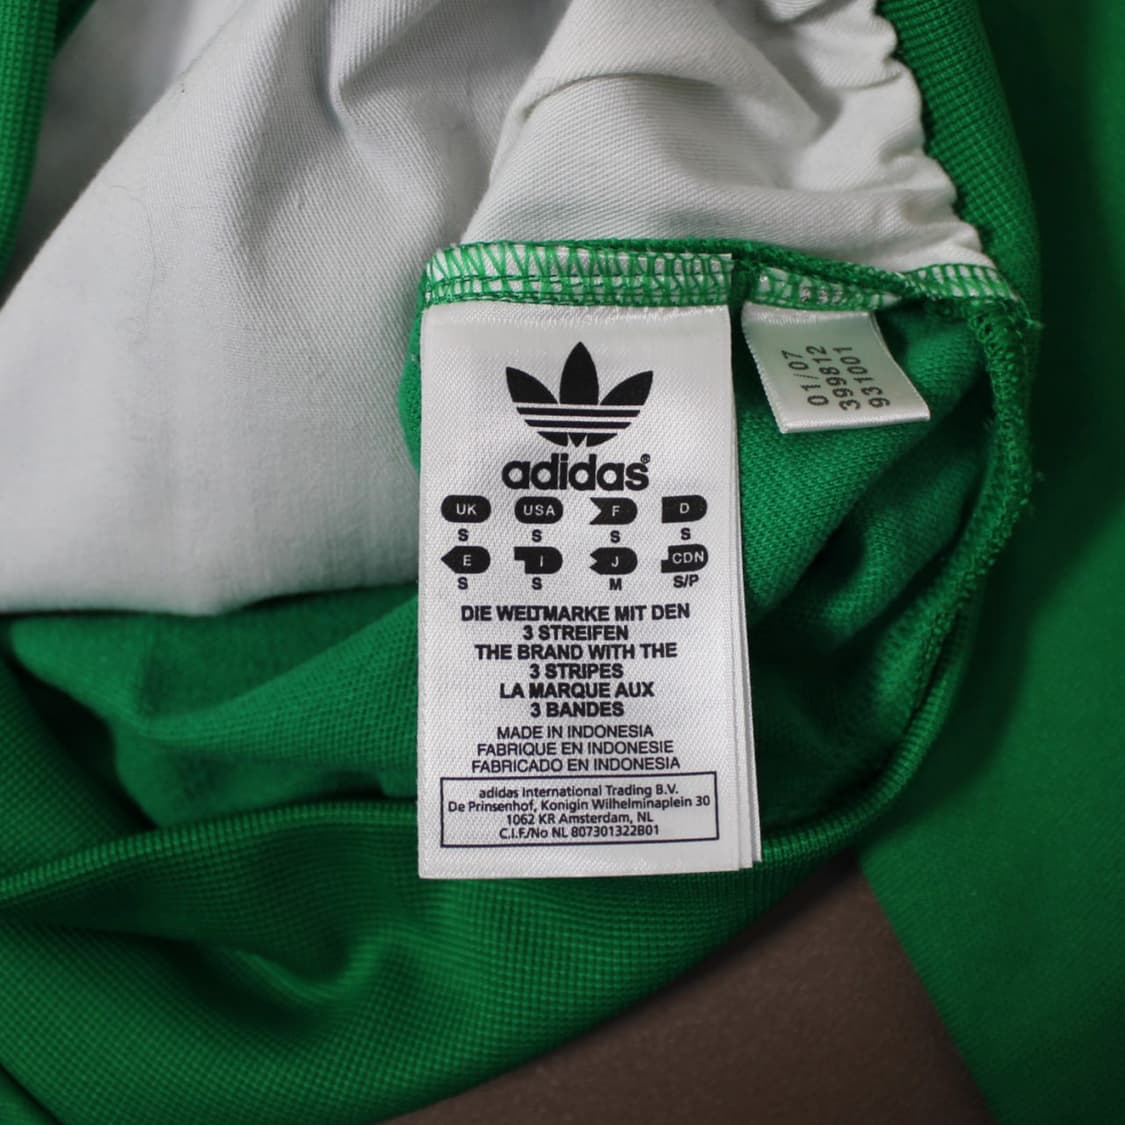 adidas®
UK USA F D
S S S S
E I J CDN
S S M S/P
DIE WELTMARKE MIT DEN
3 STREIFEN
THE BRAND WITH THE
3 STRIPES
LA MARQUE AUX
3 BANDES
MADE IN INDONESIA
FABRIQUE EN INDONESIE
FABRICADO EN INDONESIA
adidas International Trading B.V.
De Prinsenhof, Konigin Wilhelminaplein 30
1062 KR Amsterdam, NL
C.I.F./No NL 807301322B01
01/07
399812
931001